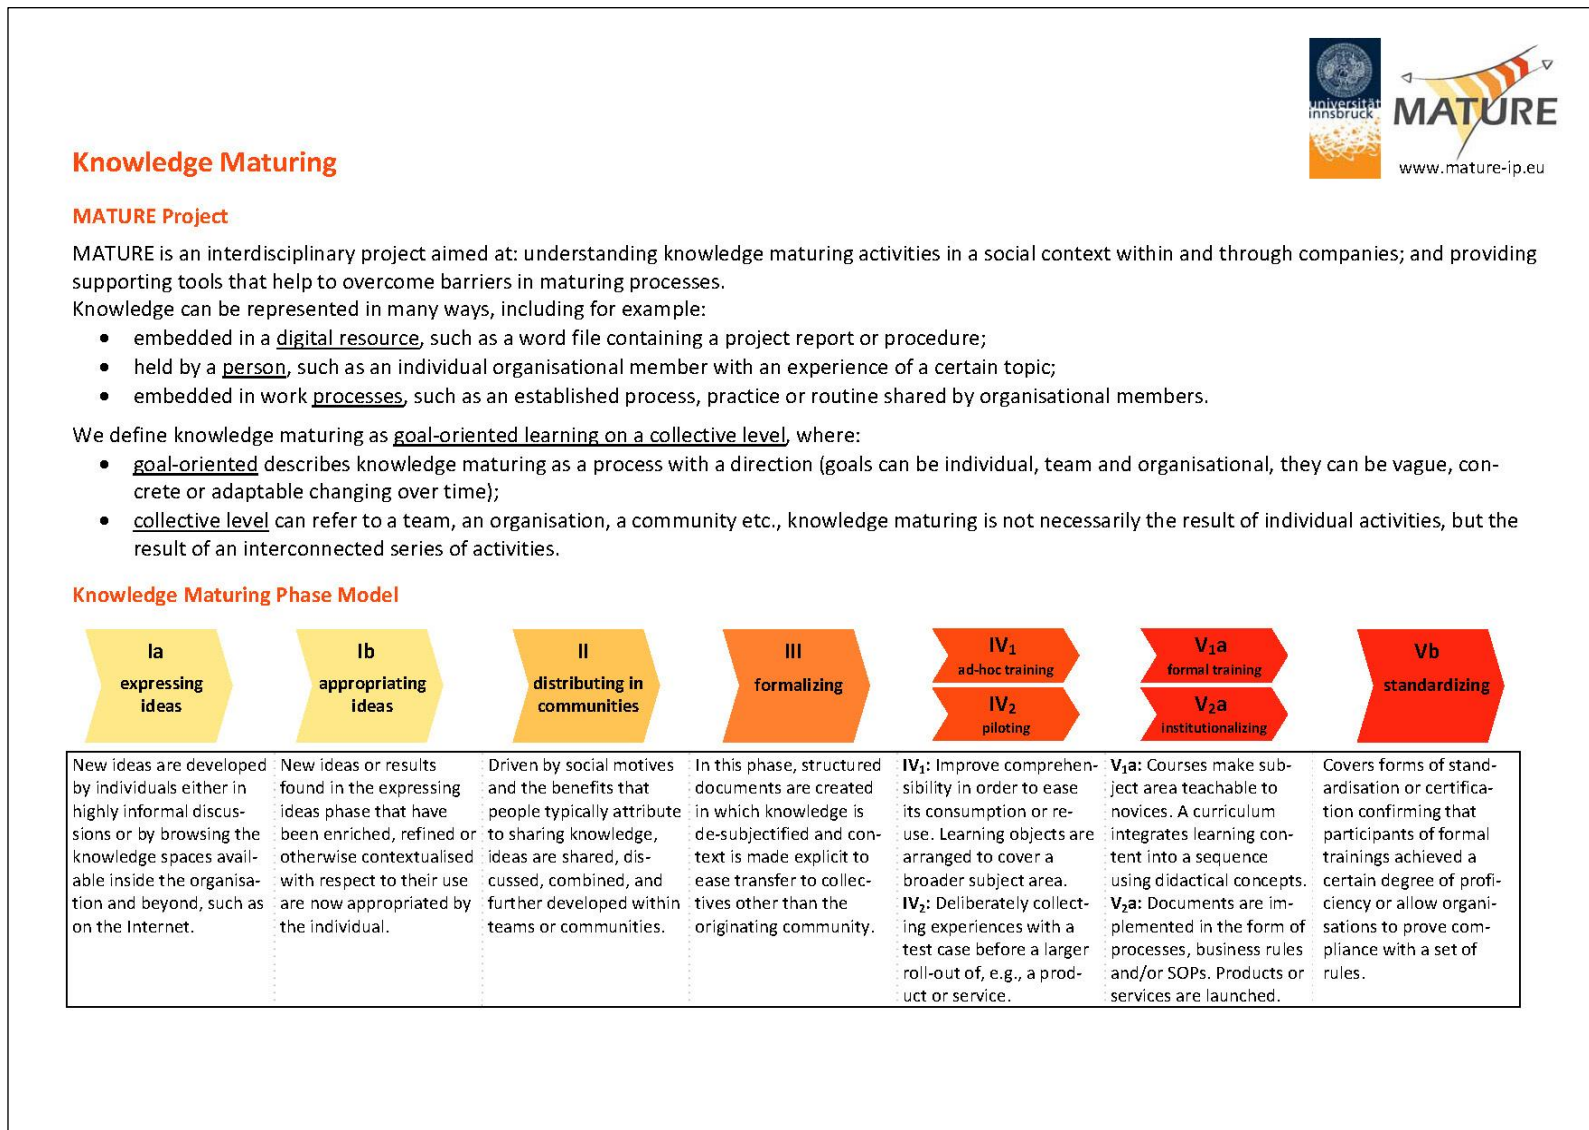 universität
innsbruck
MATURE
www.mature-ip.eu
Knowledge Maturing
MATURE Project
MATURE is an interdisciplinary project aimed at: understanding knowledge maturing activities in a social context within and through companies; and providing
supporting tools that help to overcome barriers in maturing processes.
Knowledge can be represented in many ways, including for example:
• embedded in a digital resource, such as a word file containing a project report or procedure;
• held by a person, such as an individual organisational member with an experience of a certain topic;
• embedded in work processes, such as an established process, practice or routine shared by organisational members.
We define knowledge maturing as goal-oriented learning on a collective level, where:
• goal-oriented describes knowledge maturing as a process with a direction (goals can be individual, team and organisational, they can be vague, con-
crete or adaptable changing over time);
• collective level can refer to a team, an organisation, a community etc., knowledge maturing is not necessarily the result of individual activities, but the
result of an interconnected series of activities.
Knowledge Maturing Phase Model
Ia
expressing
ideas
Ib
appropriating
ideas
II
distributing in
communities
III
formalizing
IV₁
ad-hoc training
IV₂
piloting
V₁a
formal training
V₂a
institutionalizing
Vb
standardizing
New ideas are developed
by individuals either in
highly informal discus-
sions or by browsing the
knowledge spaces avail-
able inside the organisa-
tion and beyond, such as
on the Internet.
New ideas or results
found in the expressing
ideas phase that have
been enriched, refined or
otherwise contextualised
with respect to their use
are now appropriated by
the individual.
Driven by social motives
and the benefits that
people typically attribute
to sharing knowledge,
ideas are shared, dis-
cussed, combined, and
further developed within
teams or communities.
In this phase, structured
documents are created
in which knowledge is
de-subjectified and con-
text is made explicit to
ease transfer to collec-
tives other than the
originating community.
IV₁: Improve comprehen-
sibility in order to ease
its consumption or re-
use. Learning objects are
arranged to cover a
broader subject area.
IV₂: Deliberately collect-
ing experiences with a
test case before a larger
roll-out of, e.g., a prod-
uct or service.
V₁a: Courses make sub-
ject area teachable to
novices. A curriculum
integrates learning con-
tent into a sequence
using didactical concepts.
V₂a: Documents are im-
plemented in the form of
processes, business rules
and/or SOPs. Products or
services are launched.
Covers forms of stand-
ardisation or certifica-
tion confirming that
participants of formal
trainings achieved a
certain degree of profi-
ciency or allow organi-
sations to prove com-
pliance with a set of
rules.